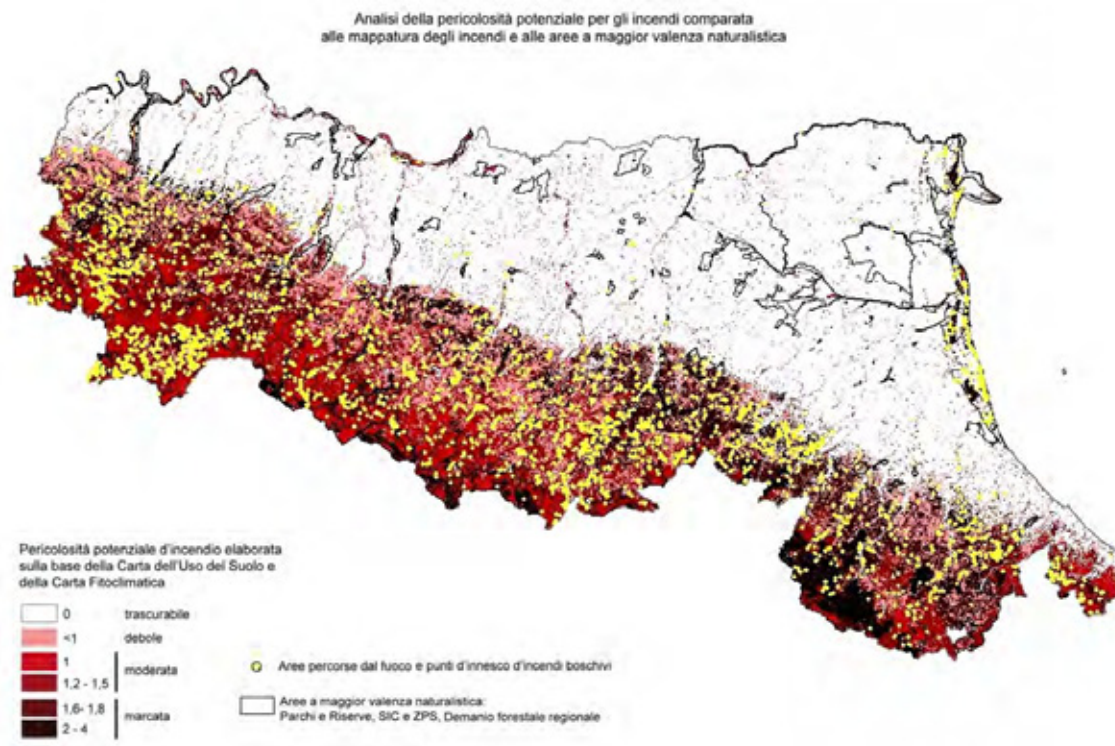 Analisi della pericolosità potenziale per gli incendi comparata
alle mappatura degli incendi e alle aree a maggior valenza naturalistica
Pericolosità potenziale d'incendio elaborata
sulla base della Carta dell'Uso del Suolo e
della Carta Fitoclimatica
0 trascurabile
<1 debole
1
moderata
1,2 - 1,5
1,6- 1,8
marcata
2 - 4
Aree percorse dal fuoco e punti d'innesco d'incendi boschivi
Aree a maggior valenza naturalistica:
Parchi e Riserve, SIC e ZPS, Demanio forestale regionale